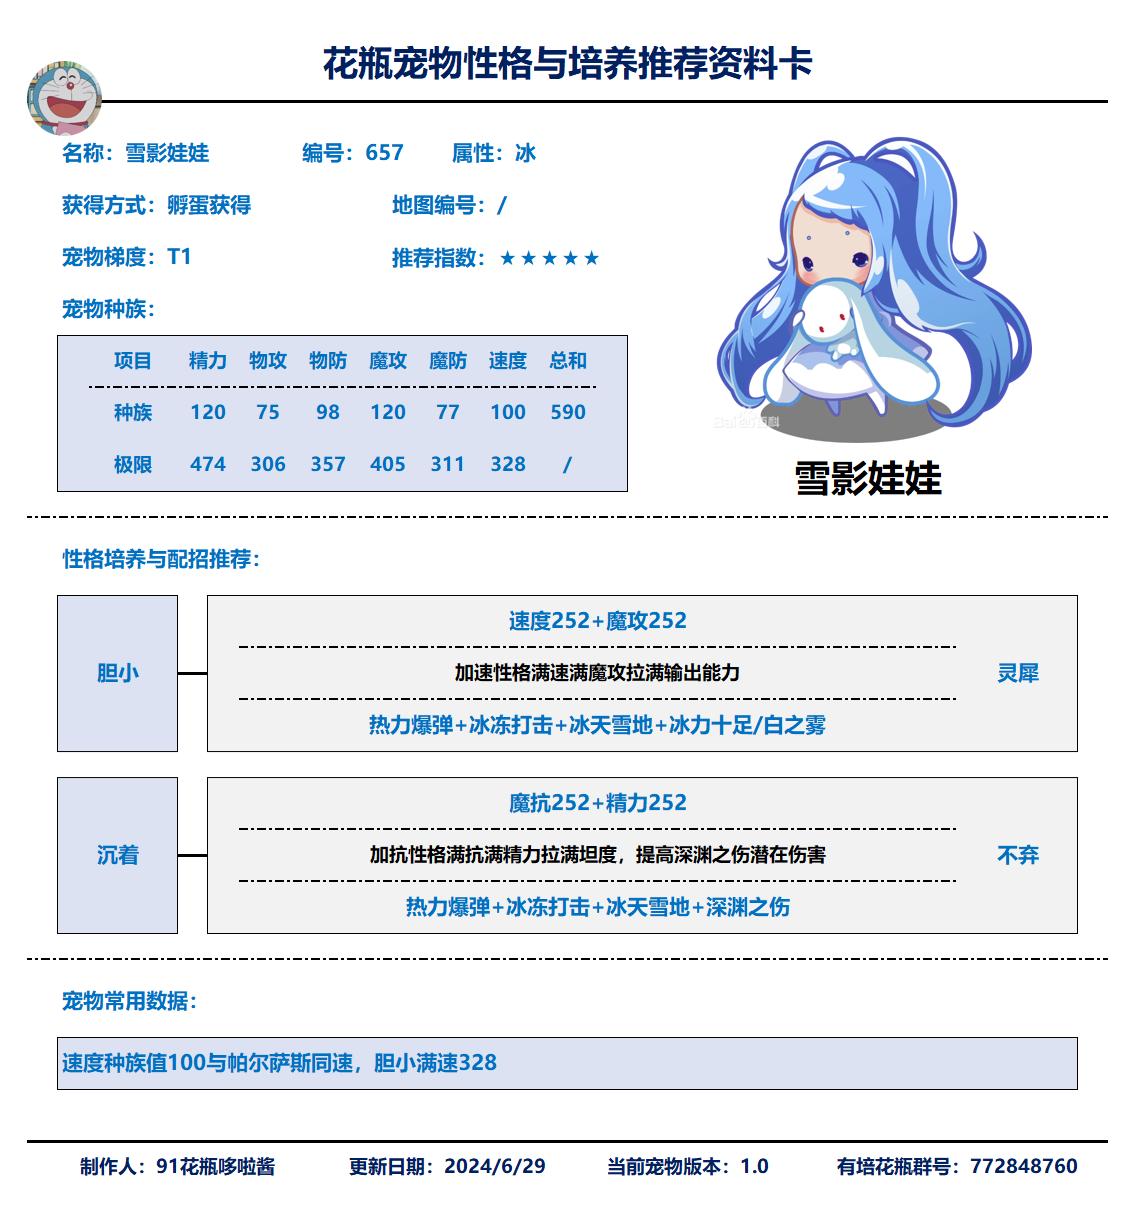 花瓶宠物性格与培养推荐资料卡
名称：雪影娃娃 编号：657 属性：冰
获得方式：孵蛋获得 地图编号：/
宠物梯度：T1 推荐指数：★★★★★
宠物种族：
项目 精力 物攻 物防 魔攻 魔防 速度 总和
种族 120 75 98 120 77 100 590
极限 474 306 357 405 311 328 /
Bai 百科
雪影娃娃
性格培养与配招推荐：
速度252+魔攻252
胆小 加速性格满速满魔攻拉满输出能力 灵犀
热力爆弹+冰冻打击+冰天雪地+冰力十足/白之雾
魔抗252+精力252
沉着 加抗性格满抗满精力拉满坦度，提高深渊之伤潜在伤害 不弃
热力爆弹+冰冻打击+冰天雪地+深渊之伤
宠物常用数据：
速度种族值100与帕尔萨斯同速，胆小满速328
制作人：91花瓶哆啦酱 更新日期：2024/6/29 当前宠物版本：1.0 有培花瓶群号：772848760